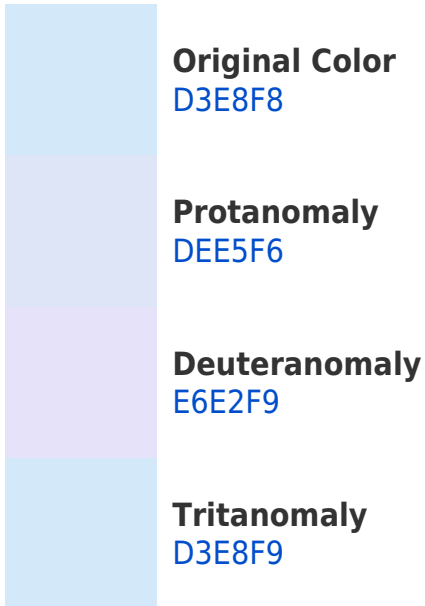 Original Color
D3E8F8
Protanomaly
DEE5F6
Deuteranomaly
E6E2F9
Tritanomaly
D3E8F9